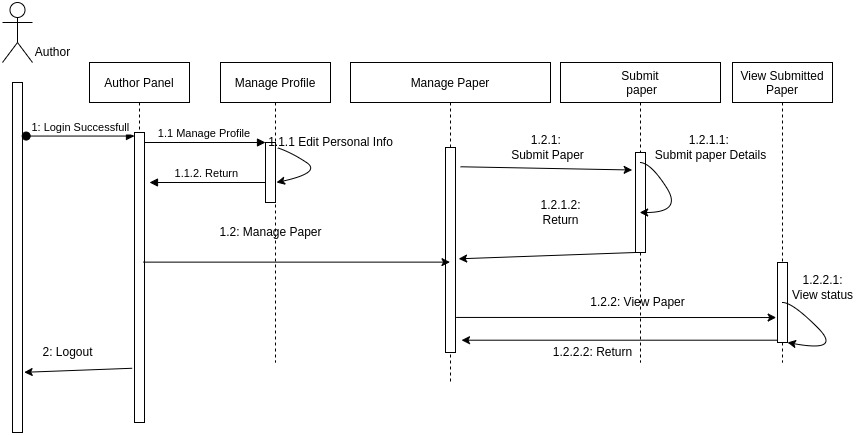 Author
Author Panel
Manage Profile
Manage Paper
Submit
paper
View Submitted
Paper
1: Login Successfull
1.1 Manage Profile
1.1.1 Edit Personal Info
1.2.1:
Submit Paper
1.2.1.1:
Submit paper Details
1.1.2. Return
1.2.1.2:
Return
1.2: Manage Paper
1.2.2.1:
View status
1.2.2: View Paper
2: Logout
1.2.2.2: Return